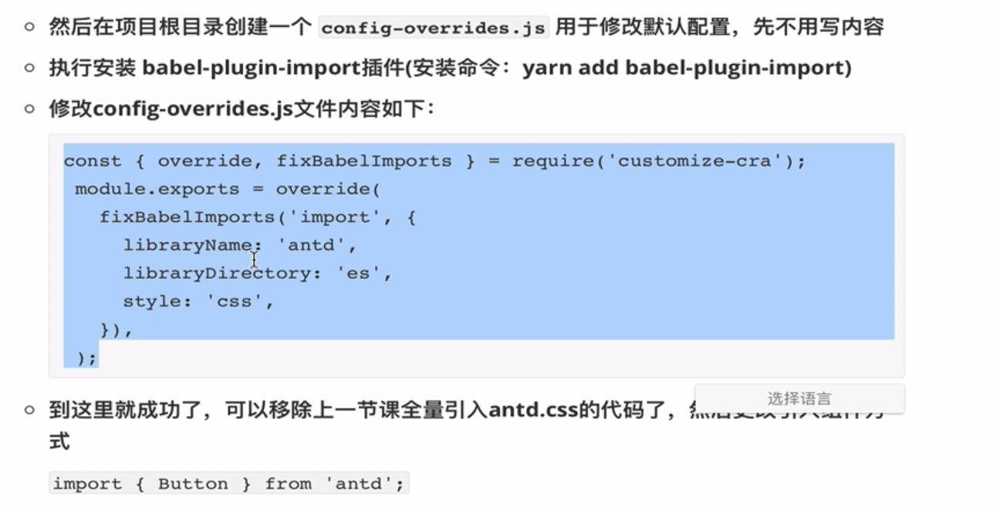 然后在项目根目录创建一个 config-overrides.js 用于修改默认配置，先不用写内容
执行安装 babel-plugin-import插件(安装命令：yarn add babel-plugin-import)
修改config-overrides.js文件内容如下：
const { override, fixBabelImports } = require('customize-cra');
module.exports = override(
fixBabelImports('import', {
libraryName: 'antd',
libraryDirectory: 'es',
style: 'css',
}),
);
选择语言
到这里就成功了，可以移除上一节课全量引入antd.css的代码了，
式
import { Button } from 'antd';